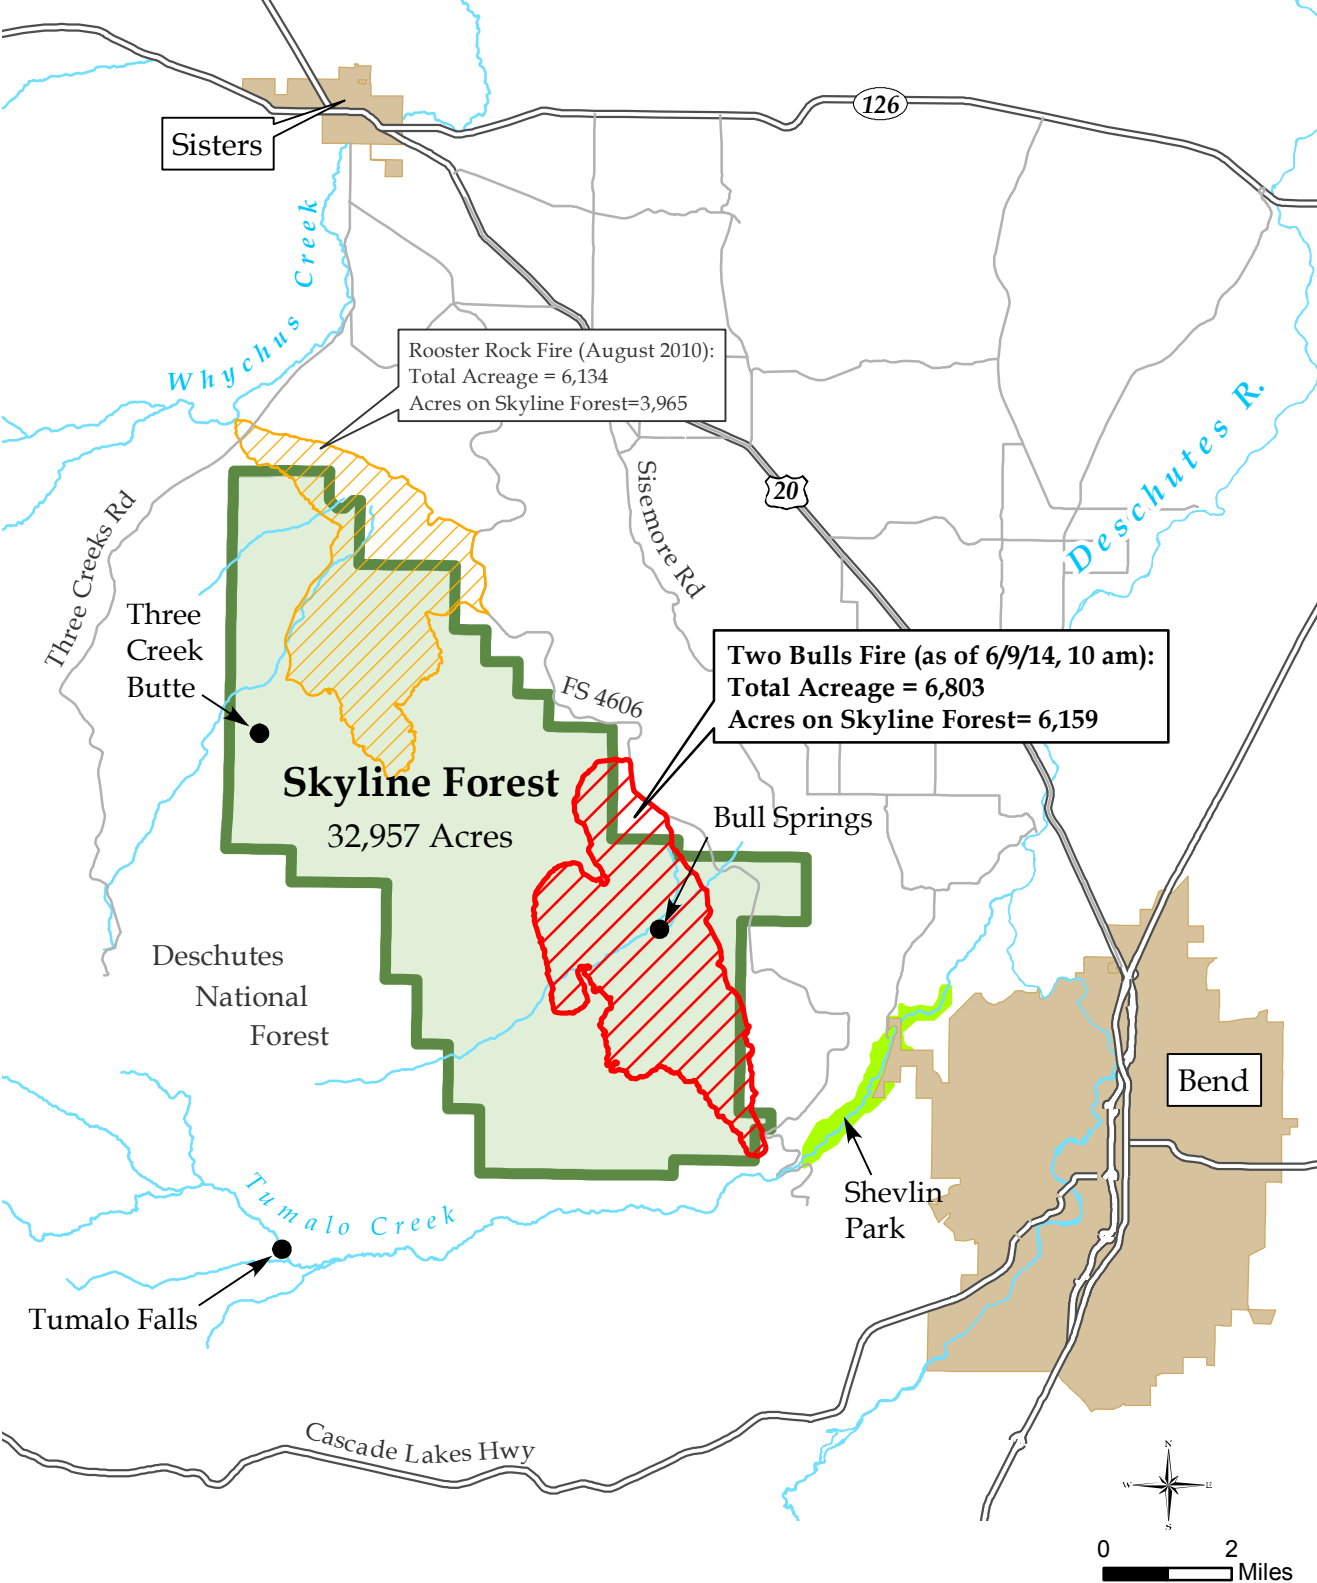 126
Sisters
Whychus Creek
Rooster Rock Fire (August 2010):
Total Acreage = 6,134
Acres on Skyline Forest=3,965
Deschutes R.
20
Sisemore Rd
Three Creeks Rd
Three
Creek
Butte
Two Bulls Fire (as of 6/9/14, 10 am):
Total Acreage = 6,803
Acres on Skyline Forest= 6,159
FS 4606
Skyline Forest
32,957 Acres
Bull Springs
Deschutes
National
Forest
Bend
Shevlin
Park
Tumalo Creek
Tumalo Falls
Cascade Lakes Hwy
N
W
E
S
0 2
Miles